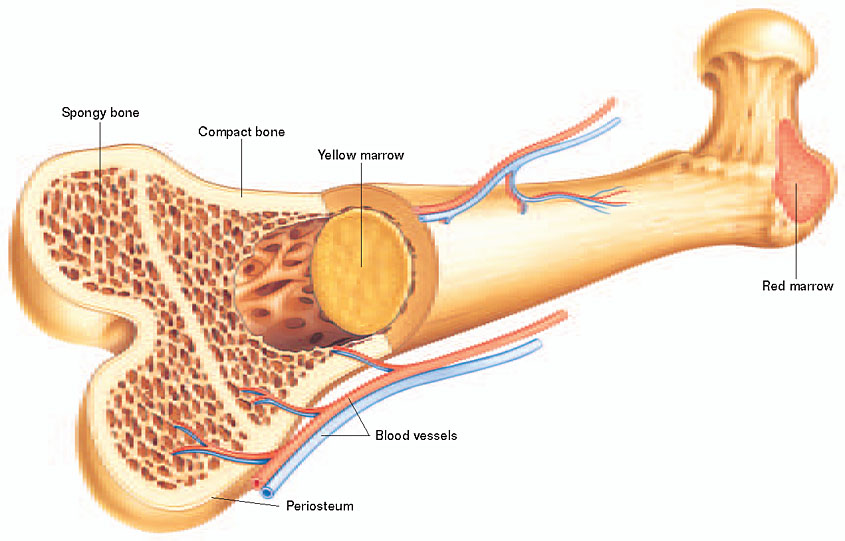 Spongy bone
Compact bone
Yellow marrow
Red marrow
Blood vessels
Periosteum